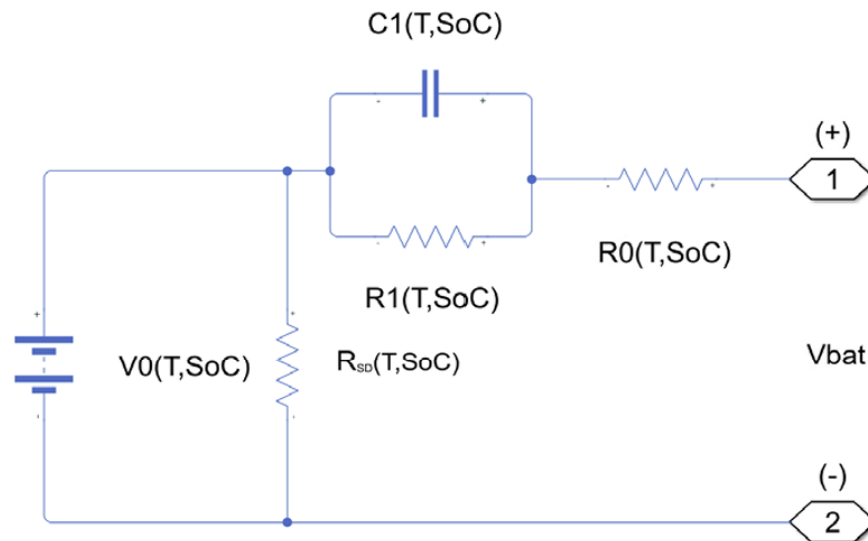 C1(T,SoC)
(+)
1
R0(T,SoC)
R1(T,SoC)
V0(T,SoC)
RSD(T,SoC)
Vbat
(-)
2